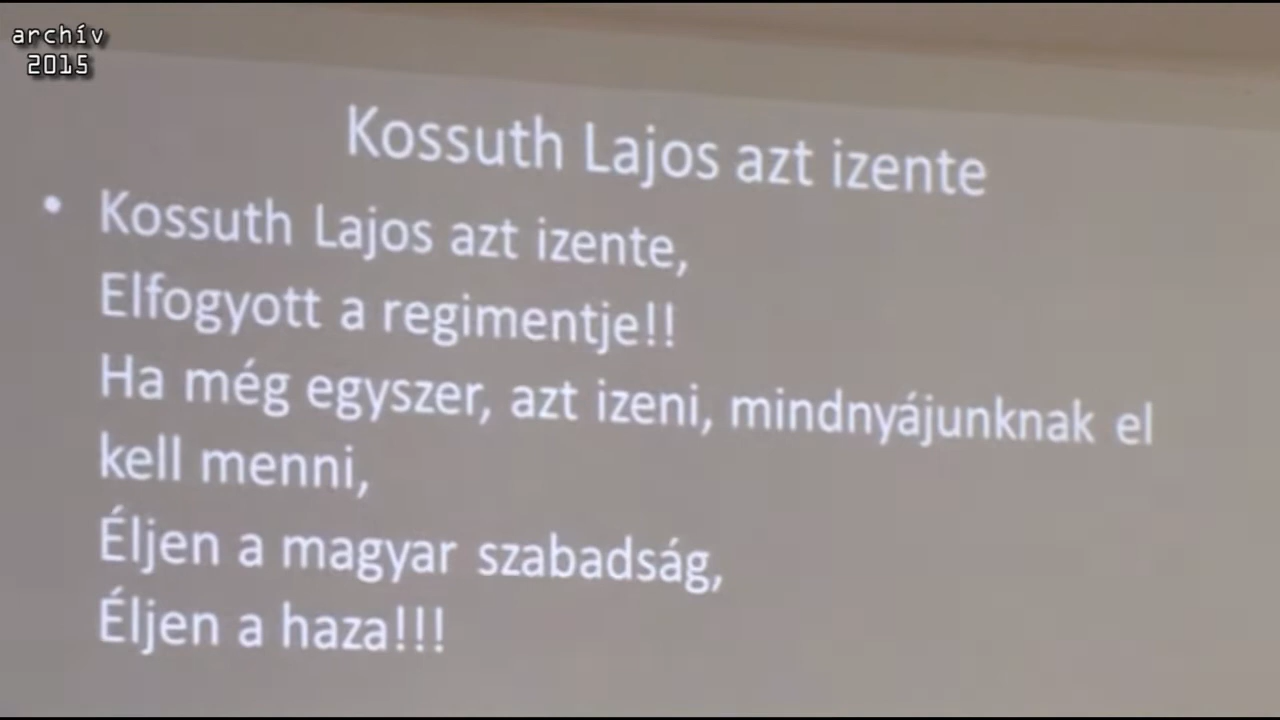 archív
2015
Kossuth Lajos azt izente
• Kossuth Lajos azt izente,
Elfogyott a regimentje!!
Ha még egyszer, azt izeni, mindnyájunknak el
kell menni,
Éljen a magyar szabadság,
Éljen a haza!!!